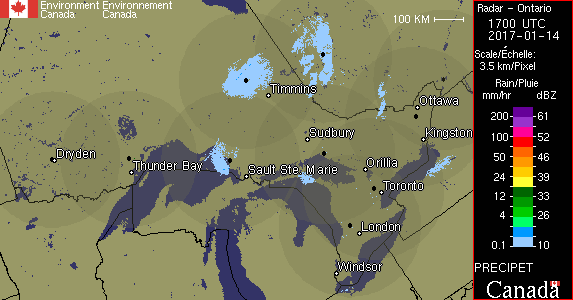 Environment Environnement
Canada Canada
100 KM
Timmins
Ottawa
Sudbury
Kingston
Dryden
Thunder Bay
Sault Ste. Marie
Orillia
Toronto
London
Windsor
Radar - Ontario
1700 UTC
2017-01-14
Scale/Échelle:
3.5 km/Pixel
Rain/Pluie
mm/hr dBZ
200 61
100 52
50 46
24 39
12 33
4 26
0.1 10
PRECIPET
Canada